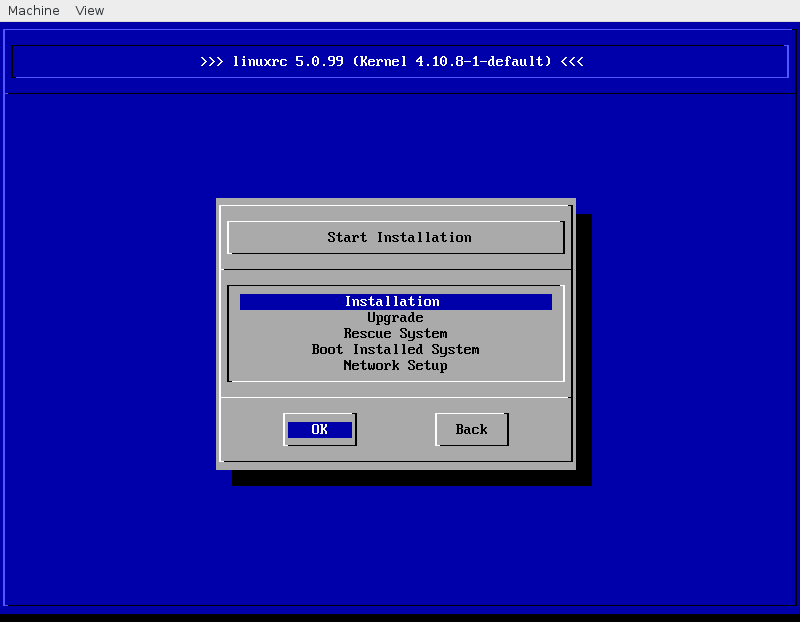 Machine View
>>> linuxrc 5.0.99 (Kernel 4.10.8-1-default) <<<
Start Installation
Installation
Upgrade
Rescue System
Boot Installed System
Network Setup
OK Back